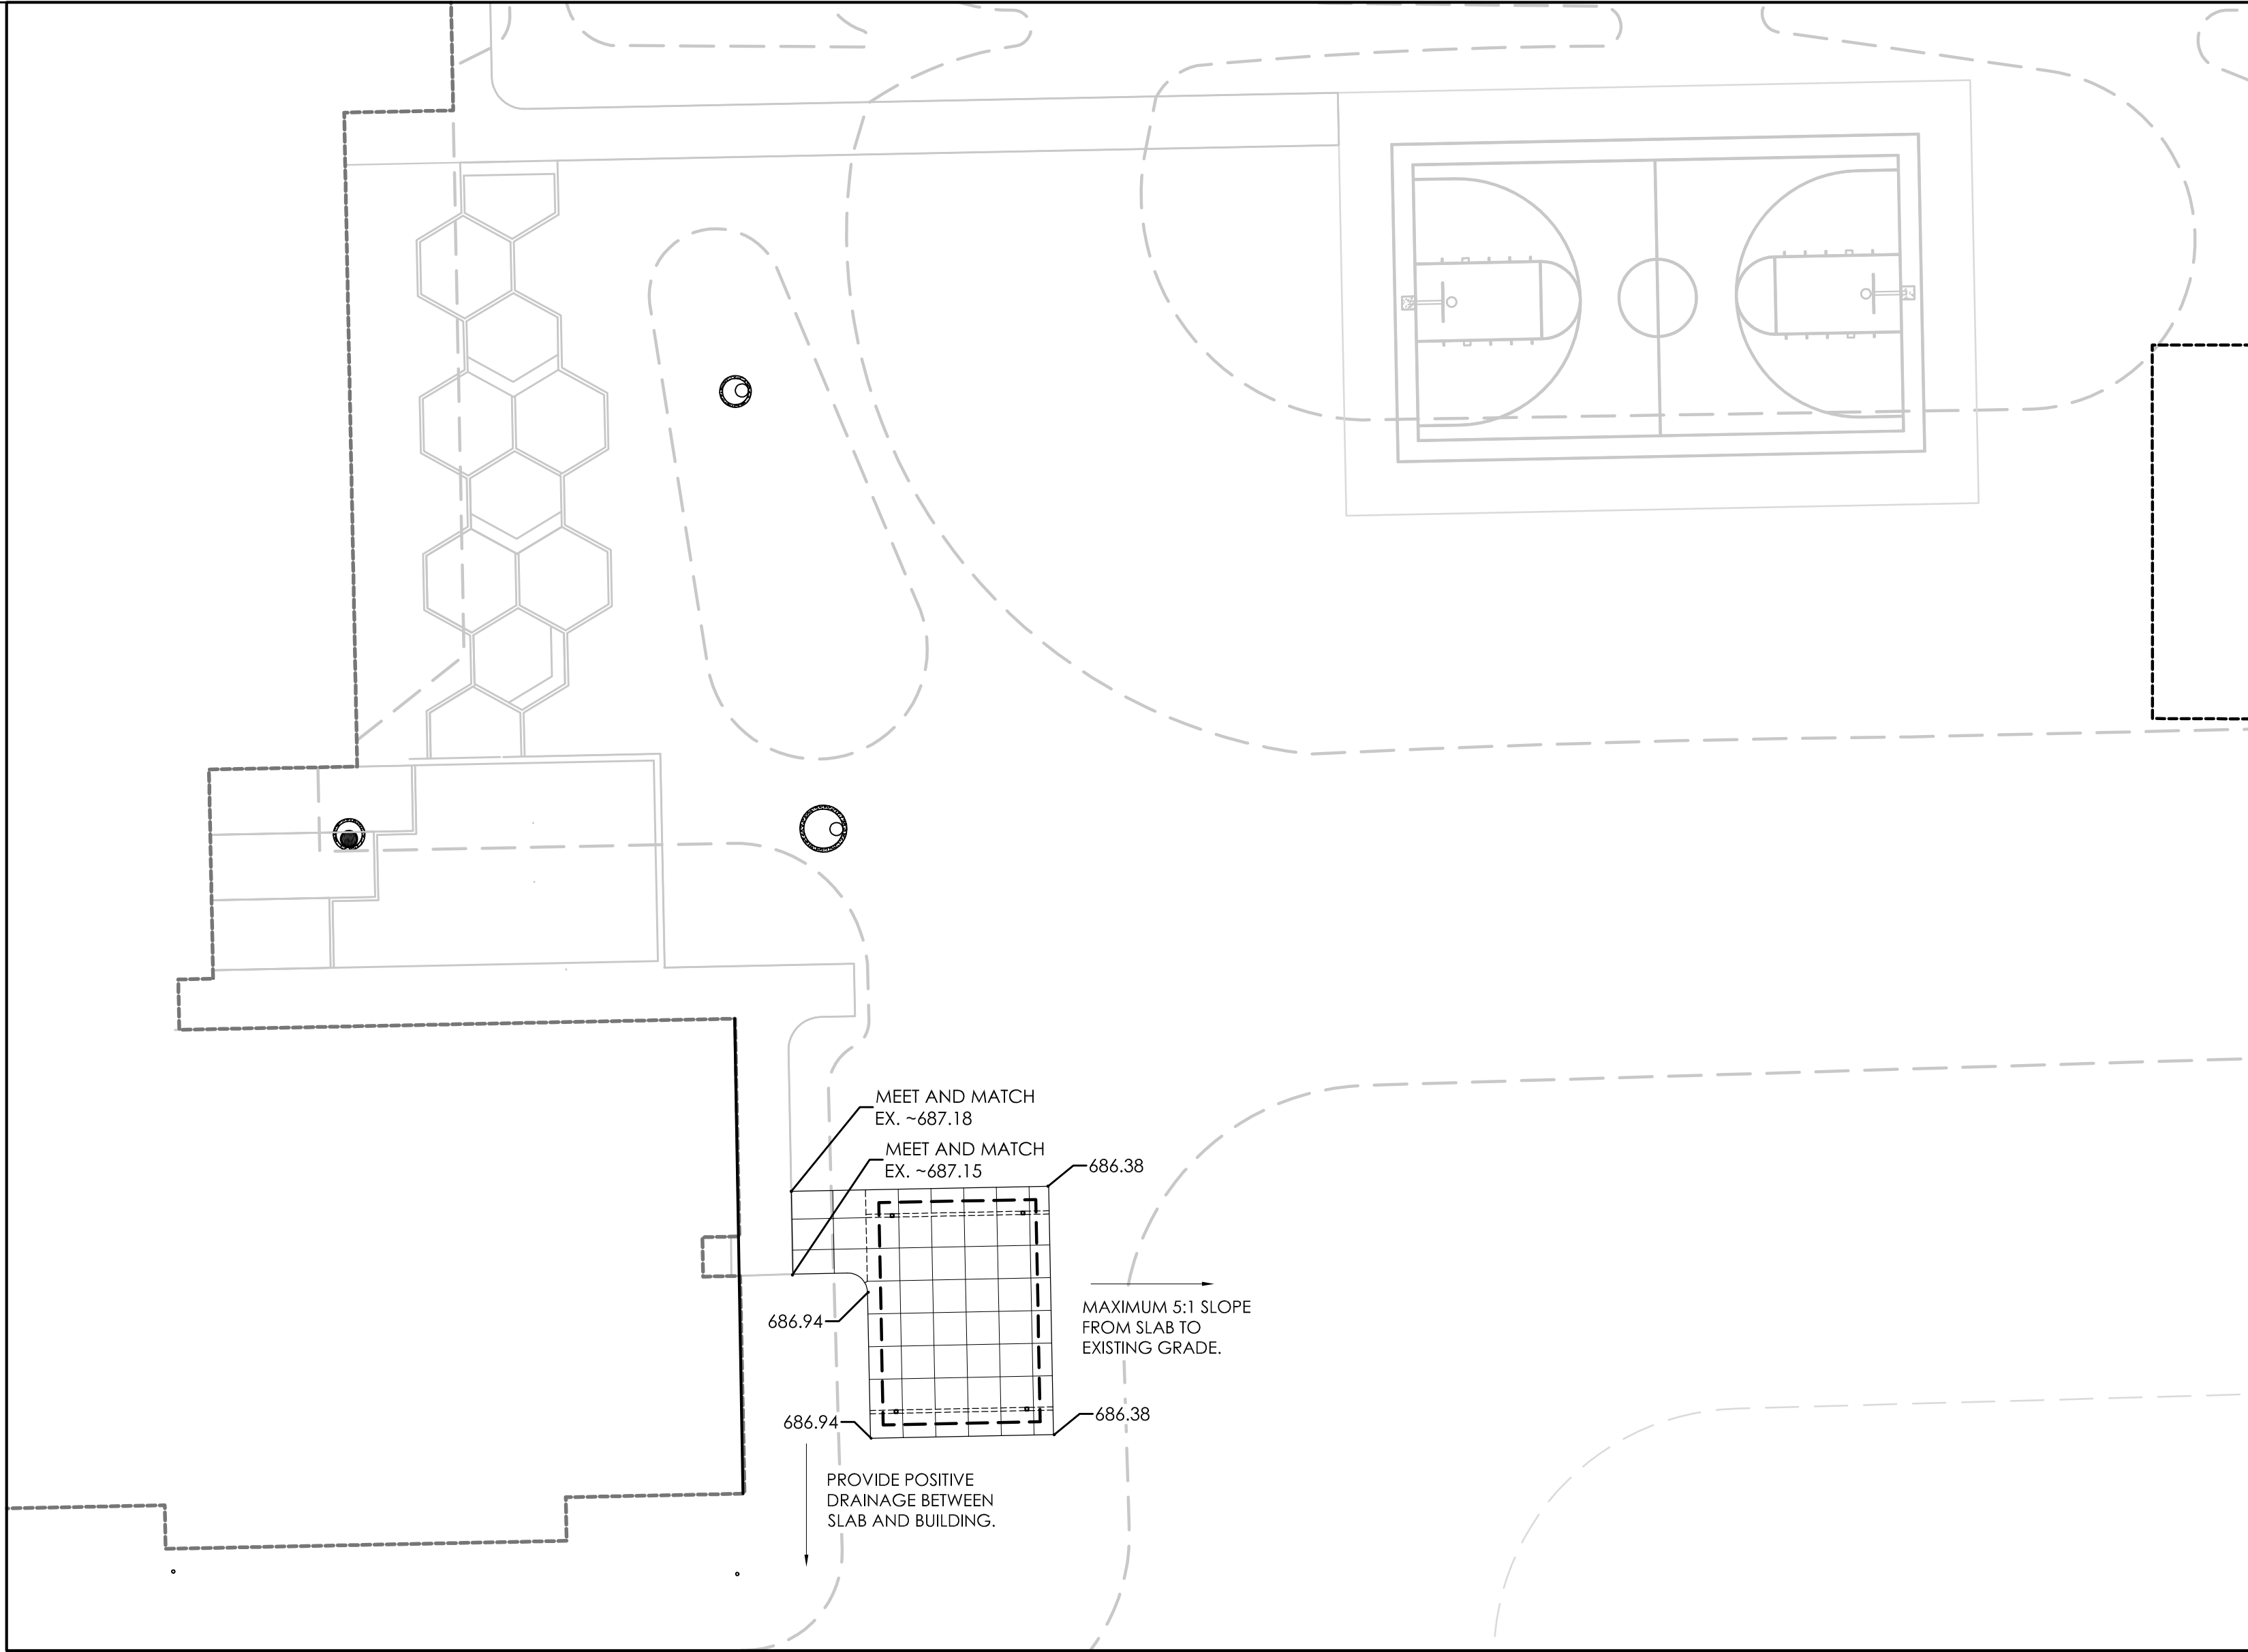 MEET AND MATCH
EX. ~687.18
MEET AND MATCH
EX. ~687.15
686.38
686.94
MAXIMUM 5:1 SLOPE
FROM SLAB TO
EXISTING GRADE.
686.94
686.38
PROVIDE POSITIVE
DRAINAGE BETWEEN
SLAB AND BUILDING.